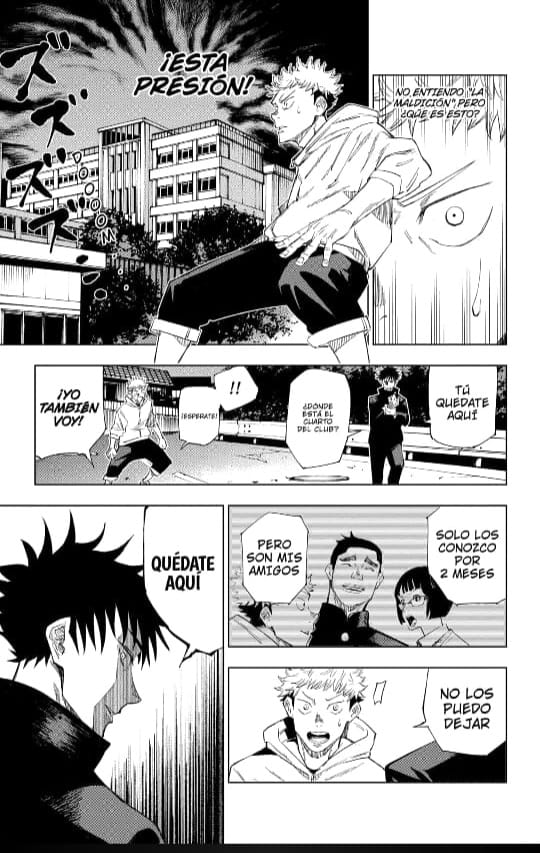 NO ENTIENDO "LA
MALDICIÓN", PERO
¿QUÉ ES ESTO?
¡ESTA
PRESIÓN!
ズズズズ
DOOOOM
TÚ
QUÉDATE
AQUÍ
¿DÓNDE
ESTÁ EL
CUARTO
DEL CLUB?
!!
¡ESPERATE!
¡YO
TAMBIÉN
VOY!
SOLO LOS
CONOZCO
POR
2 MESES
PERO
SON MIS
AMIGOS
NO LOS
PUEDO
DEJAR
QUÉDATE
AQUÍ